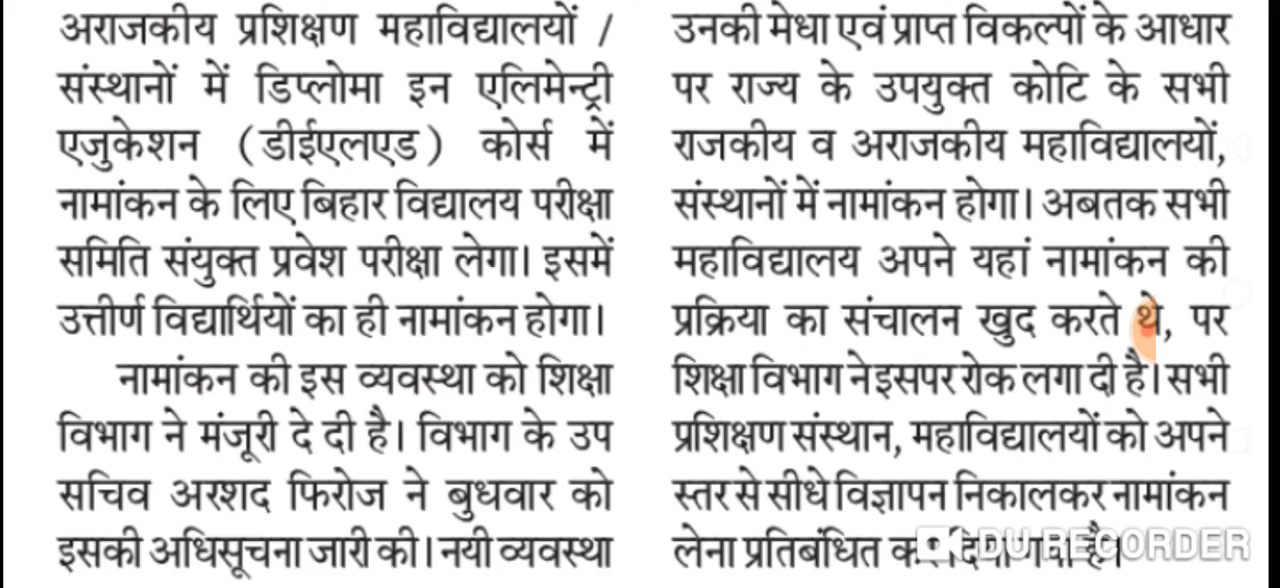 अराजकीय प्रशिक्षण महाविद्यालयों /
संस्थानों में डिप्लोमा इन एलिमेन्ट्री
एजुकेशन (डीईएलएड) कोर्स में
नामांकन के लिए बिहार विद्यालय परीक्षा
समिति संयुक्त प्रवेश परीक्षा लेगा। इसमें
उत्तीर्ण विद्यार्थियों का ही नामांकन होगा।
नामांकन की इस व्यवस्था को शिक्षा
विभाग ने मंजूरी दे दी है। विभाग के उप
सचिव अरशद फिरोज ने बुधवार को
इसकी अधिसूचना जारी की। नयी व्यवस्था
उनकी मेधा एवं प्राप्त विकल्पों के आधार
पर राज्य के उपयुक्त कोटि के सभी
राजकीय व अराजकीय महाविद्यालयों,
संस्थानों में नामांकन होगा। अबतक सभी
महाविद्यालय अपने यहां नामांकन की
प्रक्रिया का संचालन खुद करते थे, पर
शिक्षा विभाग ने इसपर रोक लगा दी है। सभी
प्रशिक्षण संस्थान, महाविद्यालयों को अपने
स्तर से सीधे विज्ञापन निकालकर नामांकन
लेना प्रतिबंधित कर दिया गया है।
DU RECORDER